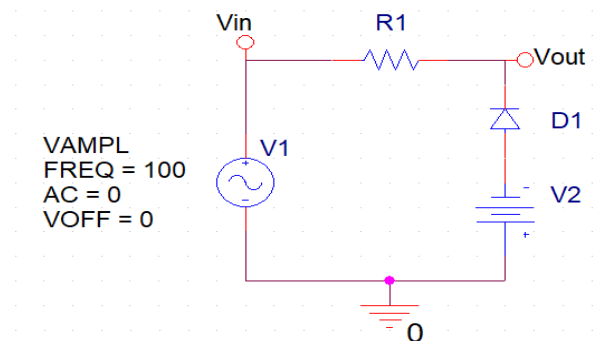 Vin
R1
Vout
D1
VAMPL
FREQ = 100
AC = 0
VOFF = 0
V1
+
-
V2
-
+
0